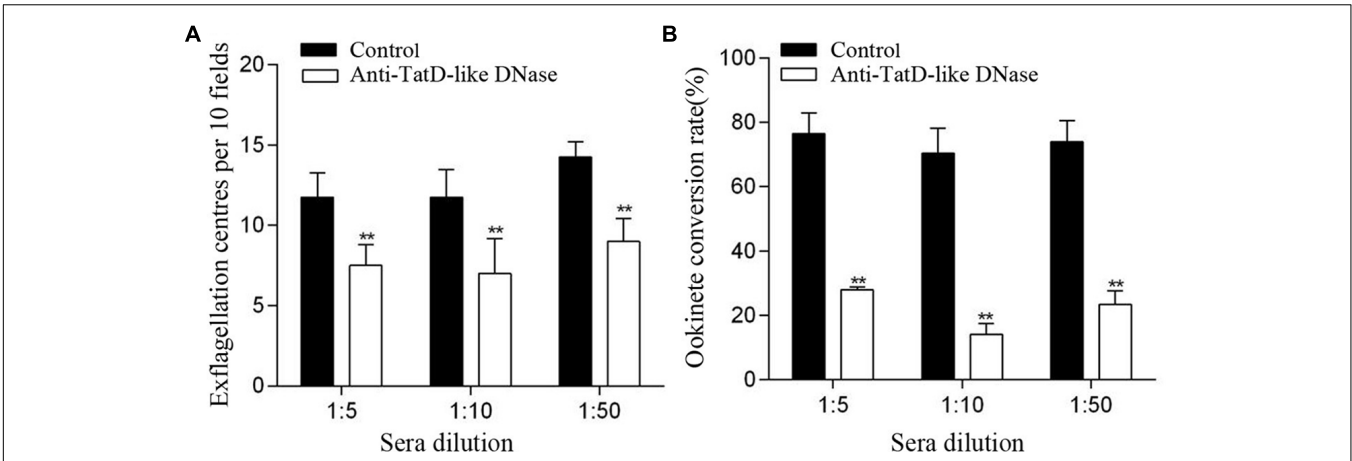 A
Control
Anti-TatD-like DNase
Exflagellation centres per 10 fields
20
15
10
5
0
**
**
**
1:5
1:10
1:50
Sera dilution
B
Control
Anti-TatD-like DNase
Ookinete conversion rate(%)
100
80
60
40
20
0
**
**
**
1:5
1:10
1:50
Sera dilution